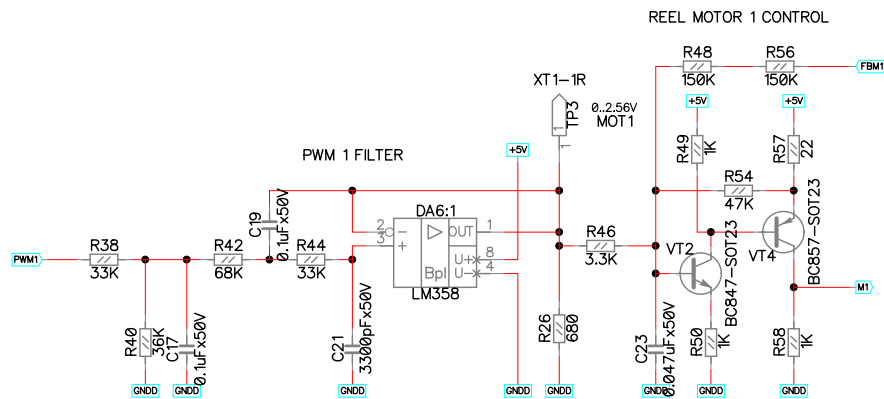 REEL MOTOR 1 CONTROL
R48
150K
R56
150K
FBM1
XT1-1R
1
TP3
1
0..2.56V
MOT1
+5V
+5V
+5V
R49
1K
R57
22
PWM 1 FILTER
R54
47K
C19
0.1uFx50V
DA6:1
2
3
−
+
OUT
1
U+
8
U−
4
Bpl
LM358
PWM1
R38
33K
R42
68K
R44
33K
R46
3.3K
VT2
BC847-SOT23
VT4
BC857-SOT23
M1
R40
36K
C17
0.1uFx50V
C21
3300pFx50V
R26
680
C23
0.047uFx50V
R50
1K
R58
1K
GNDD
GNDD
GNDD
GNDD
GNDD
GNDD
GNDD
GNDD